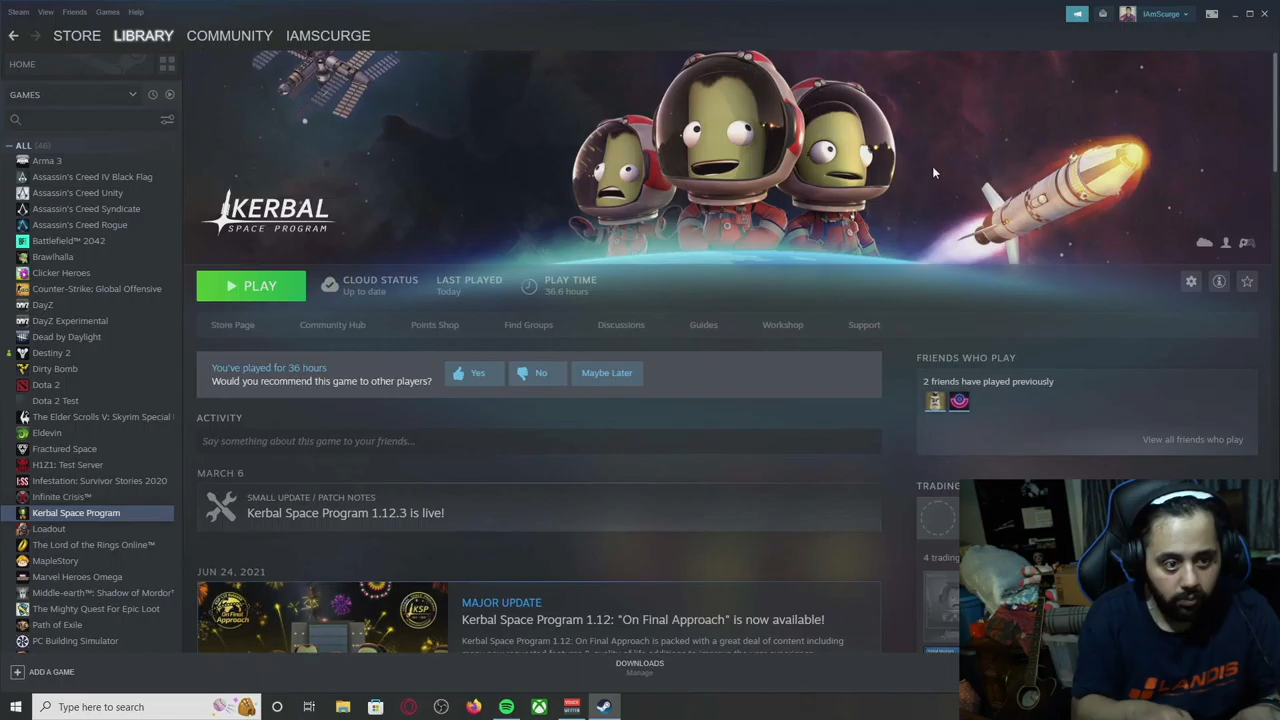 Steam View Friends Games Help
IAmScurge
STORE LIBRARY COMMUNITY IAMSCURGE
HOME
GAMES
ALL (46)
Arma 3
Assassin's Creed IV Black Flag
Assassin's Creed Unity
Assassin's Creed Syndicate
Assassin's Creed Rogue
Battlefield™ 2042
Brawlhalla
Clicker Heroes
Counter-Strike: Global Offensive
DayZ
DayZ Experimental
Dead by Daylight
Destiny 2
Dirty Bomb
Dota 2
Dota 2 Test
The Elder Scrolls V: Skyrim Special
Eldevin
Fractured Space
H1Z1: Test Server
Infestation: Survivor Stories 2020
Infinite Crisis™
Kerbal Space Program
Loadout
The Lord of the Rings Online™
MapleStory
Marvel Heroes Omega
Middle-earth™: Shadow of Mordor
The Mighty Quest For Epic Loot
Path of Exile
PC Building Simulator
ADD A GAME
KERBAL
SPACE PROGRAM
PLAY
CLOUD STATUS
Up to date
LAST PLAYED
Today
PLAY TIME
36.6 hours
Store Page Community Hub Points Shop Find Groups Discussions Guides Workshop Support
You've played for 36 hours
Would you recommend this game to other players?
Yes No Maybe Later
ACTIVITY
Say something about this game to your friends...
MARCH 6
SMALL UPDATE / PATCH NOTES
Kerbal Space Program 1.12.3 is live!
JUN 24, 2021
KSP
MAJOR UPDATE
Kerbal Space Program 1.12: "On Final Approach" is now available!
Kerbal Space Program 1.12: On Final Approach is packed with a great deal of content including
FRIENDS WHO PLAY
2 friends have played previously
View all friends who play
TRADING
4 trading
LANDIS
DOWNLOADS
Manage
Type here to search